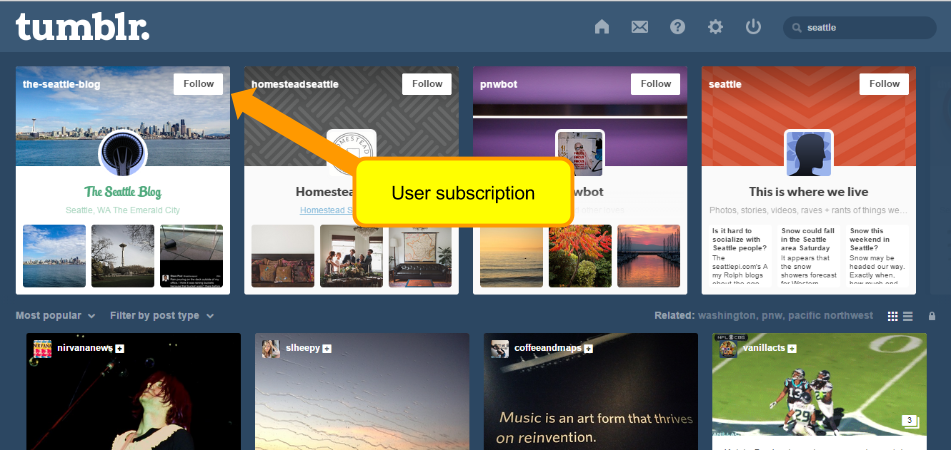 tumblr.
seattle
the-seattle-blog
Follow
homesteadseattle
Follow
pnwbot
Follow
seattle
Follow
User subscription
The Seattle Blog
Seattle, WA The Emerald City
Homestead S
This is where we live
Photos, stories, videos, raves + rants of things we...
Is it hard to
socialize with
Seattle people?
The
seattlepi.com's A
my Rolph blogs
Snow could fall
in the Seattle
area Saturday
It appears that
the snow
showers forecast
for Western
Snow this
weekend in
Seattle?
Snow may be
headed our way.
Exactly when,
how much and
Most popular
Filter by post type
Related: washington, pnw, pacific northwest
nirvananews
slheepy
coffeeandmaps
vanillacts
Music is an art form that thrives
on reinvention.
3